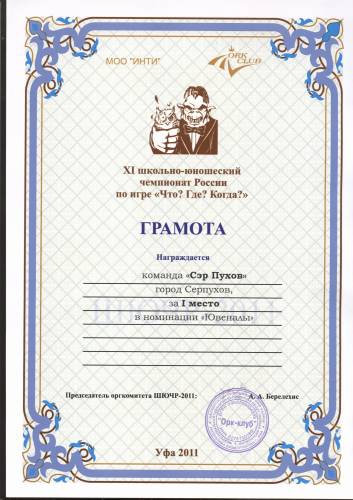 МОО "ИНТИ"
ORK
CLUB
XI школьно-юношеский
чемпионат России
по игре «Что? Где? Когда?»
ГРАМОТА
Награждается
команда «Сэр Пухов»
город Серпухов,
за I место
в номинации «Ювеналы»
Председатель оргкомитета ШЮЧР-2011:
А. А. Берелехис
"Орк-клуб"
Уфа 2011